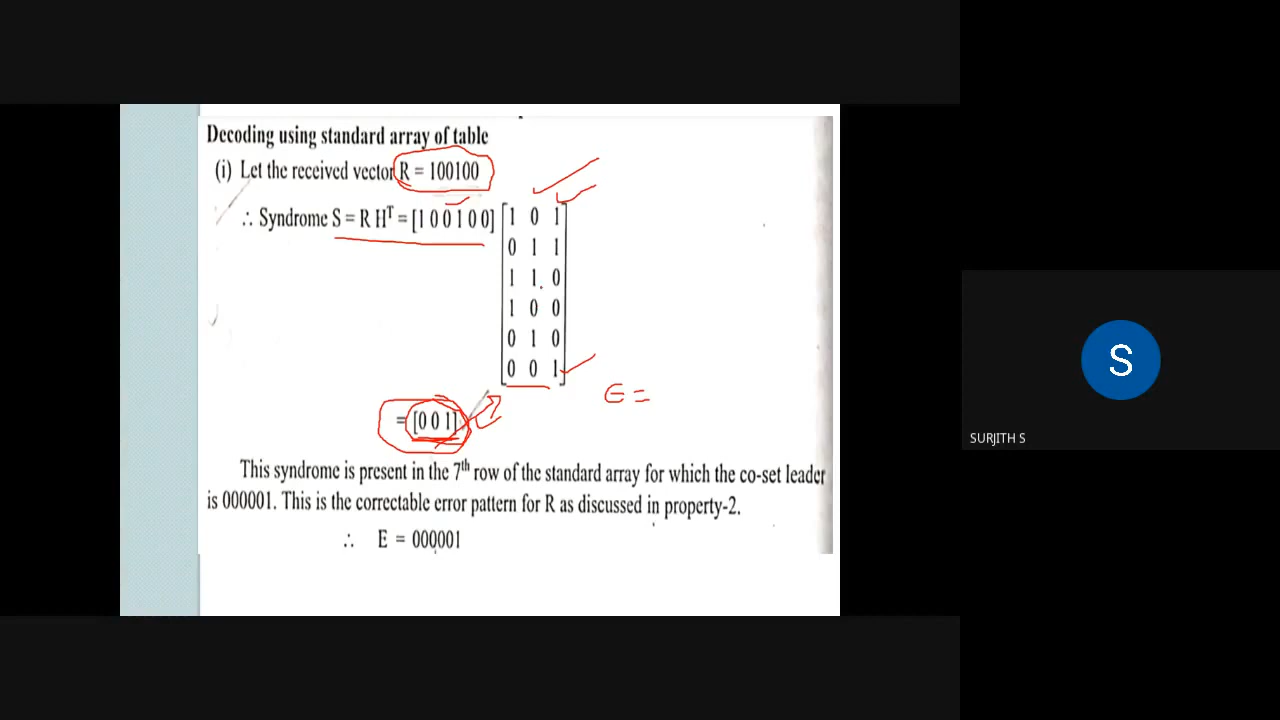 Decoding using standard array of table
(i) Let the received vector R = 100100
∴ Syndrome S = R Hᵀ = [1 0 0 1 0 0] [1 0 1
0 1 1
1 1 0
1 0 0
0 1 0
0 0 1]
= [0 0 1]
E =
This syndrome is present in the 7th row of the standard array for which the co-set leader
is 000001. This is the correctable error pattern for R as discussed in property-2.
∴ E = 000001
S
SURJITH S